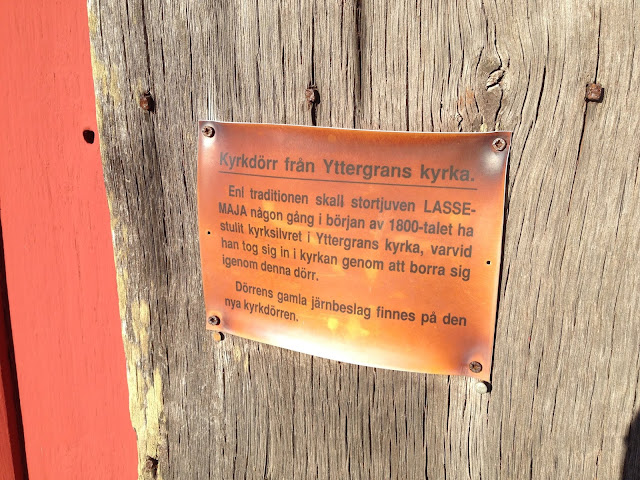 Kyrkdörr från Yttergrans kyrka.
Enl traditionen skall stortjuven LASSE-
MAJA någon gång i början av 1800-talet ha
stulit kyrksilvret i Yttergrans kyrka, varvid
han tog sig in i kyrkan genom att borra sig
igenom denna dörr.
Dörrens gamla järnbeslag finnes på den
nya kyrkdörren.